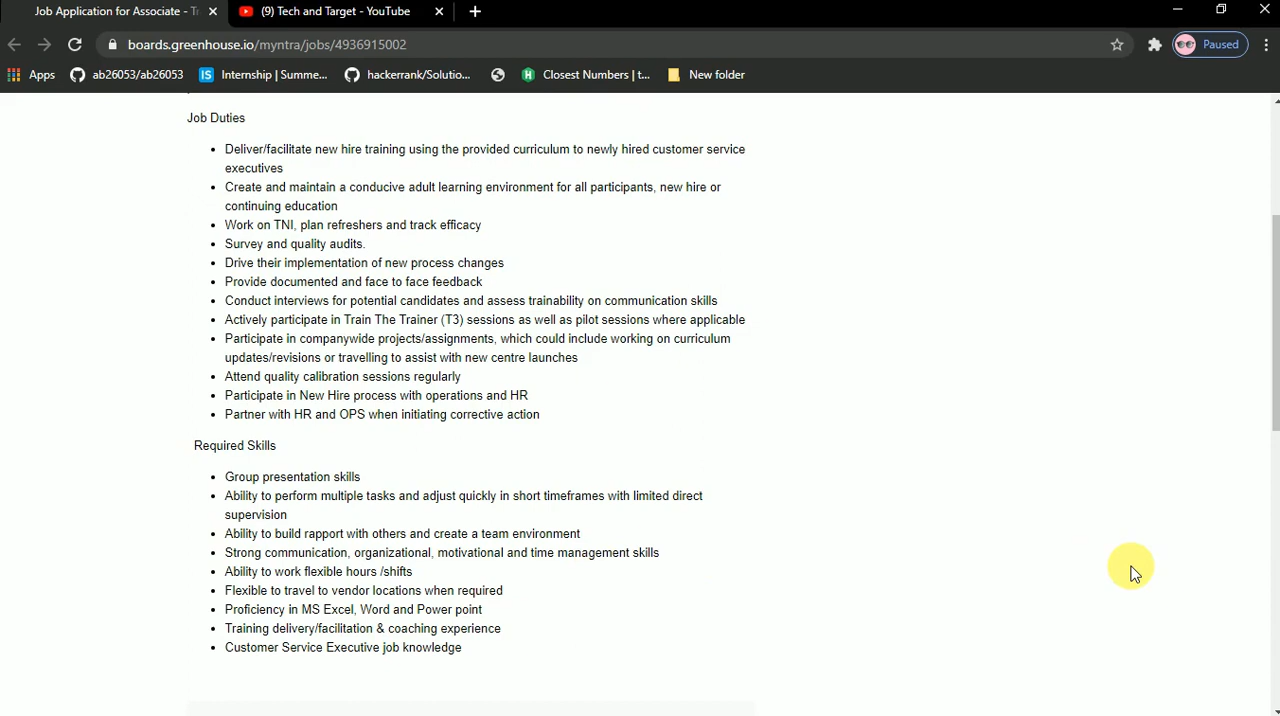 Job Application for Associate - T
(9) Tech and Target - YouTube
boards.greenhouse.io/myntra/jobs/4936915002
Paused
Apps
ab26053/ab26053
Internship | Summe...
hackerrank/Solutio...
Closest Numbers | t...
New folder
Job Duties
Deliver/facilitate new hire training using the provided curriculum to newly hired customer service
executives
Create and maintain a conducive adult learning environment for all participants, new hire or
continuing education
Work on TNI, plan refreshers and track efficacy
Survey and quality audits.
Drive their implementation of new process changes
Provide documented and face to face feedback
Conduct interviews for potential candidates and assess trainability on communication skills
Actively participate in Train The Trainer (T3) sessions as well as pilot sessions where applicable
Participate in companywide projects/assignments, which could include working on curriculum
updates/revisions or travelling to assist with new centre launches
Attend quality calibration sessions regularly
Participate in New Hire process with operations and HR
Partner with HR and OPS when initiating corrective action
Required Skills
Group presentation skills
Ability to perform multiple tasks and adjust quickly in short timeframes with limited direct
supervision
Ability to build rapport with others and create a team environment
Strong communication, organizational, motivational and time management skills
Ability to work flexible hours /shifts
Flexible to travel to vendor locations when required
Proficiency in MS Excel, Word and Power point
Training delivery/facilitation & coaching experience
Customer Service Executive job knowledge